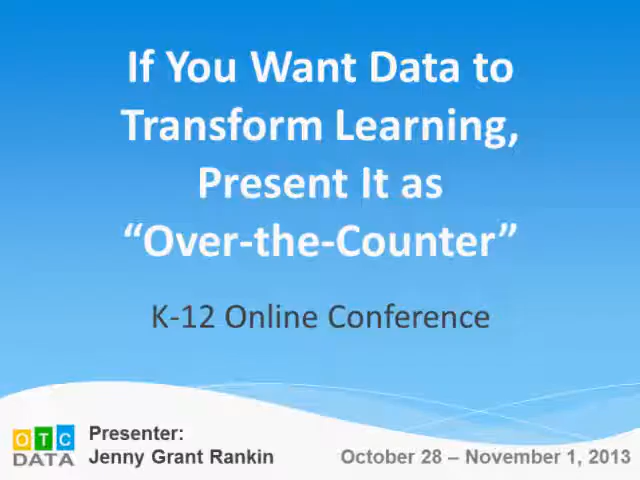 If You Want Data to
Transform Learning,
Present It as
“Over-the-Counter”
K-12 Online Conference
OTC
DATA
Presenter:
Jenny Grant Rankin
October 28 – November 1, 2013